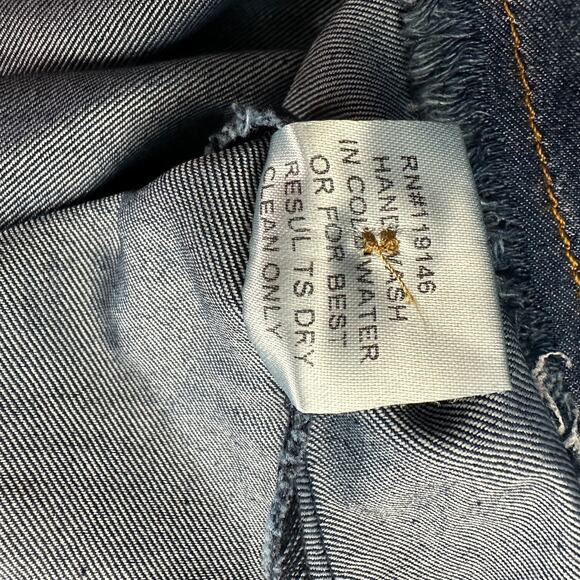 RN#119146
HAND WASH
IN COLD WATER
OR FOR BEST
RESUL TS DRY
CLEAN ONLY